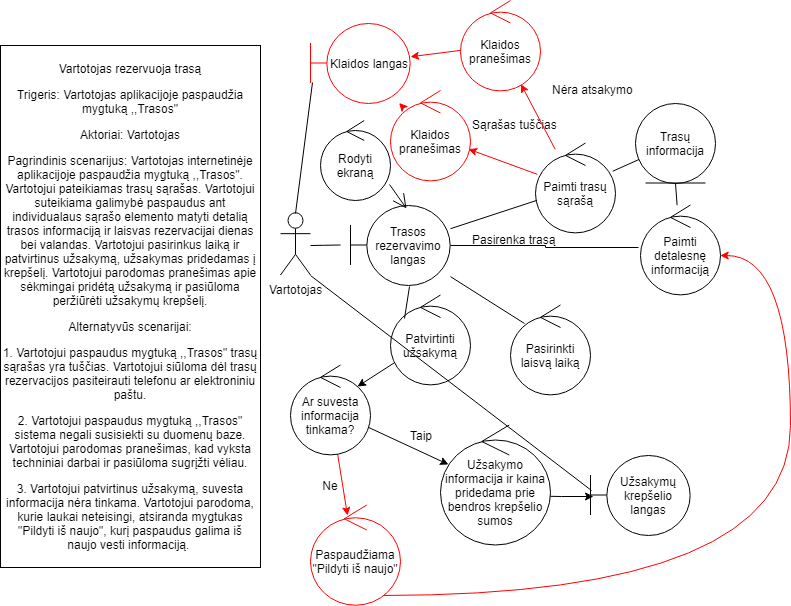 Vartotojas rezervuoja trasą
Trigeris: Vartotojas aplikacijoje paspaudžia
mygtuką ,,Trasos"
Aktoriai: Vartotojas
Pagrindinis scenarijus: Vartotojas internetinėje
aplikacijoje paspaudžia mygtuką ,,Trasos".
Vartotojui pateikiamas trasų sąrašas. Vartotojui
suteikiama galimybė paspaudus ant
individualaus sąrašo elemento matyti detalią
trasos informaciją ir laisvas rezervacijai dienas
bei valandas. Vartotojui pasirinkus laiką ir
patvirtinus užsakymą, užsakymas pridedamas į
krepšelį. Vartotojui parodomas pranešimas apie
sėkmingai pridėtą užsakymą ir pasiūloma
peržiūrėti užsakymų krepšelį.
Alternatyvūs scenarijai:
1. Vartotojui paspaudus mygtuką ,,Trasos" trasų
sąrašas yra tuščias. Vartotojui siūloma dėl trasų
rezervacijos pasiteirauti telefonu ar elektroniniu
paštu.
2. Vartotojui paspaudus mygtuką ,,Trasos"
sistema negali susisiekti su duomenų baze.
Vartotojui parodomas pranešimas, kad vyksta
techniniai darbai ir pasiūloma sugrįžti vėliau.
3. Vartotojui patvirtinus užsakymą, suvesta
informacija nėra tinkama. Vartotojui parodoma,
kurie laukai neteisingi, atsiranda mygtukas
"Pildyti iš naujo", kurį paspaudus galima iš
naujo vesti informaciją.
Klaidos langas
Klaidos
pranešimas
Nėra atsakymo
Klaidos
pranešimas
Sąrašas tuščias
Trasų
informacija
Rodyti
ekraną
Paimti trasų
sąrašą
Trasos
rezervavimo
langas
Pasirenka trasą
Paimti
detalesnę
informaciją
Vartotojas
Patvirtinti
užsakymą
Pasirinkti
laisvą laiką
Ar suvesta
informacija
tinkama?
Taip
Užsakymo
informacija ir kaina
pridedama prie
bendros krepšelio
sumos
Užsakymų
krepšelio
langas
Ne
Paspaudžiama
"Pildyti iš naujo"